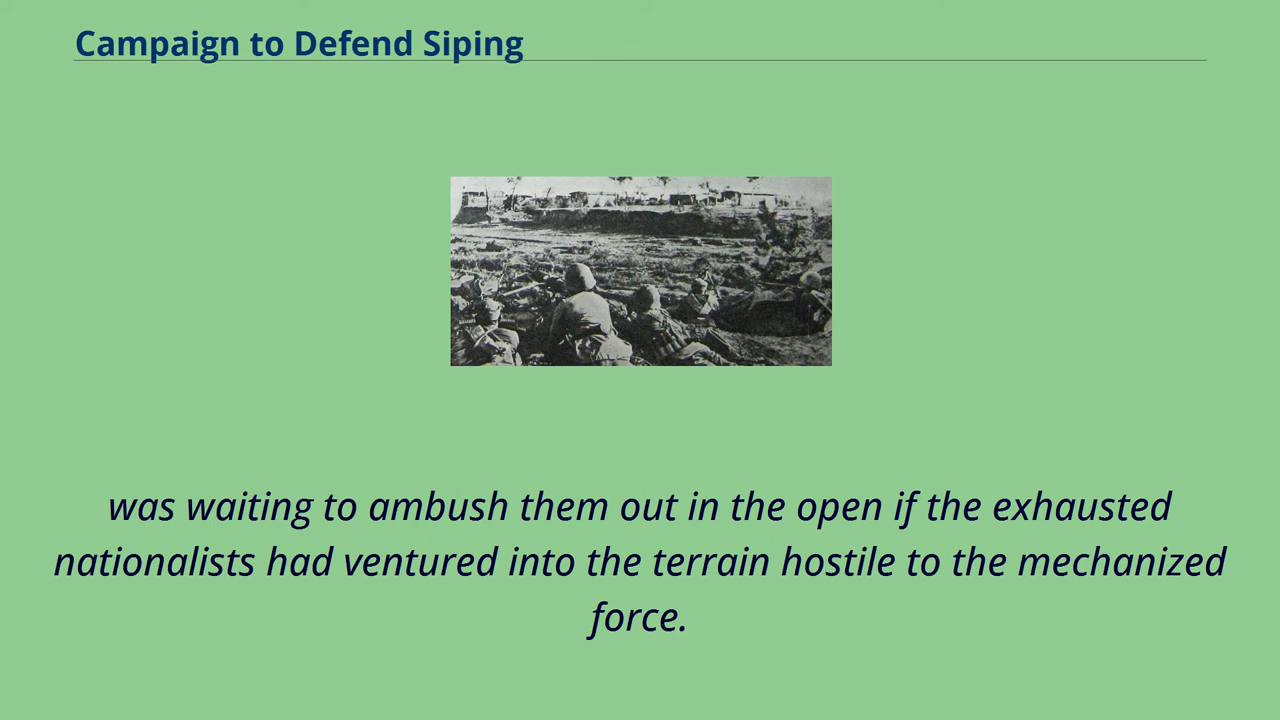 Campaign to Defend Siping
was waiting to ambush them out in the open if the exhausted
nationalists had ventured into the terrain hostile to the mechanized
force.